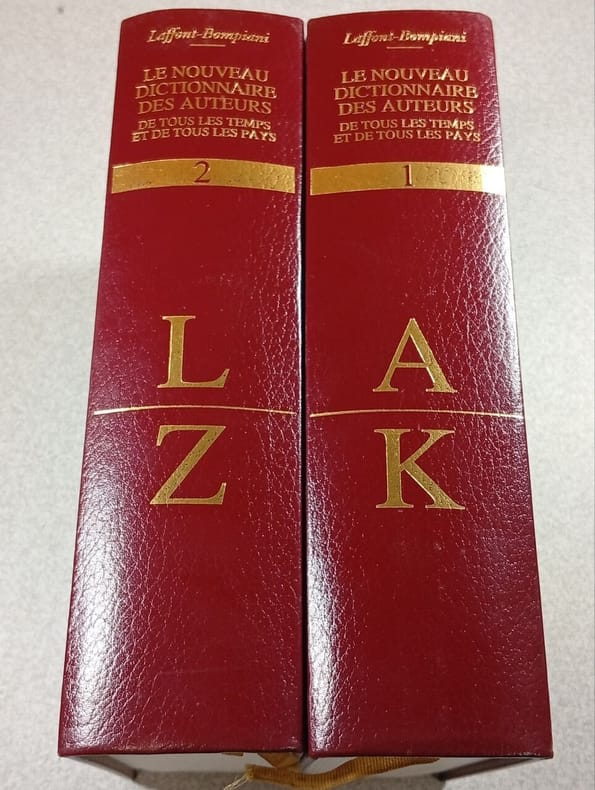 Laffont-Bompiani
LE NOUVEAU
DICTIONNAIRE
DES AUTEURS
DE TOUS LES TEMPS
ET DE TOUS LES PAYS
2
L
Z
Laffont-Bompiani
LE NOUVEAU
DICTIONNAIRE
DES AUTEURS
DE TOUS LES TEMPS
ET DE TOUS LES PAYS
1
A
K